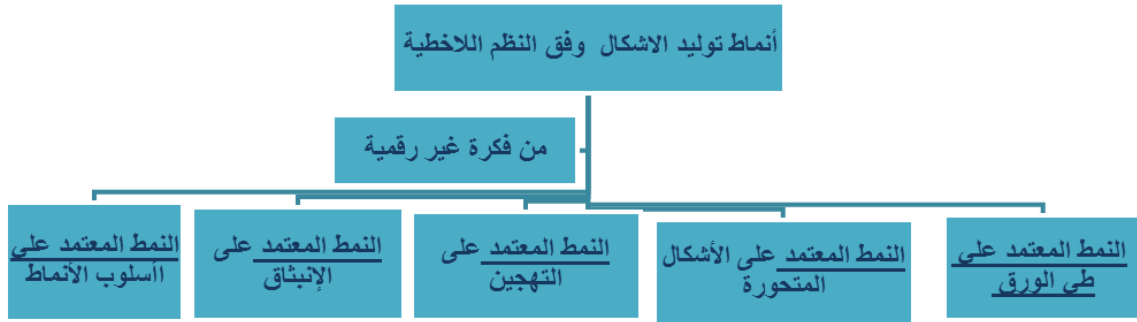 أنماط توليد الاشكال وفق النظم اللاخطية
من فكرة غير رقمية
النمط المعتمد على
طي الورق
النمط المعتمد على الأشكال
المتحورة
النمط المعتمد على
التهجين
النمط المعتمد على
الإنبثاق
النمط المعتمد على
اأسلوب الأنماط